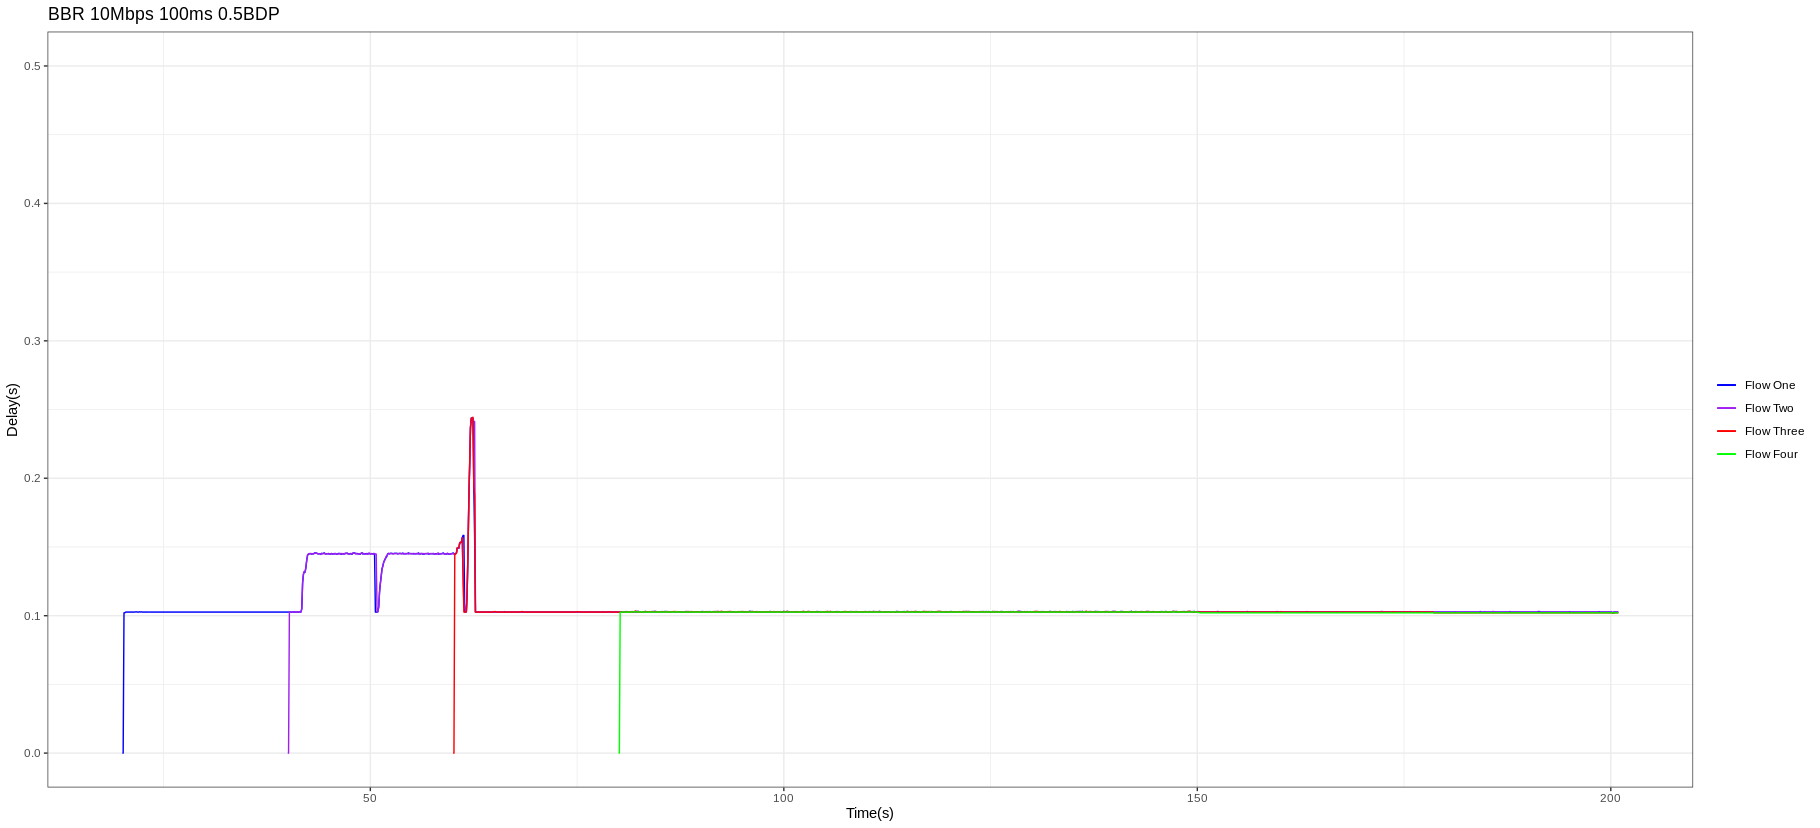 BBR 10Mbps 100ms 0.5BDP
0.5
0.4
0.3
0.2
0.1
0.0
Delay(s)
50
100
150
200
Time(s)
Flow One
Flow Two
Flow Three
Flow Four